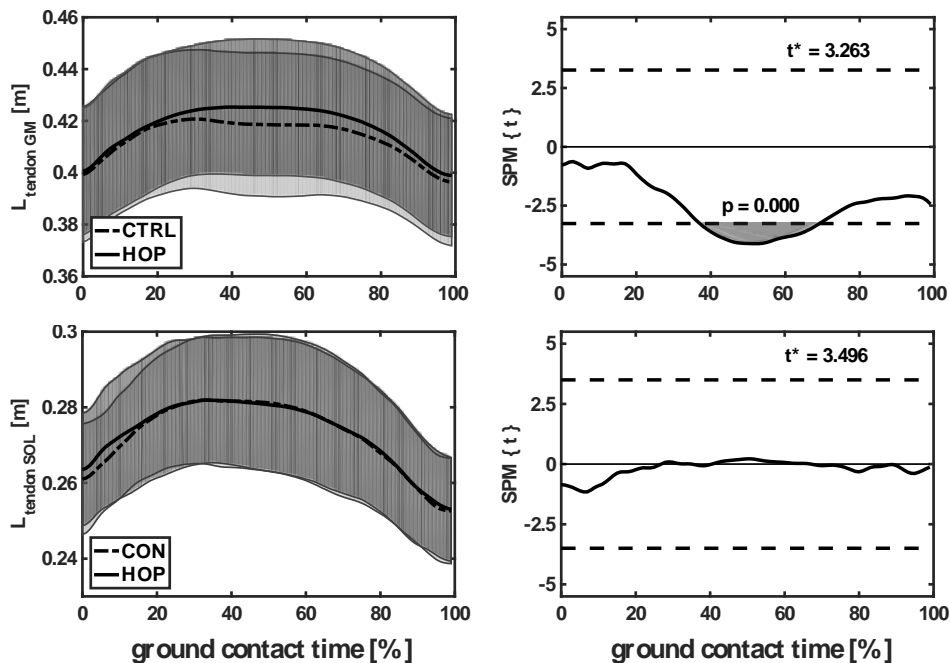 0.46
0.44
0.42
0.4
0.38
0.36
L tendon GM [m]
CTRL
HOP
0 20 40 60 80 100
5
2.5
0
-2.5
-5
SPM { t }
t* = 3.263
p = 0.000
0 20 40 60 80 100
0.3
0.28
0.26
0.24
L tendon SOL [m]
CON
HOP
0 20 40 60 80 100
ground contact time [%]
5
2.5
0
-2.5
-5
SPM { t }
t* = 3.496
0 20 40 60 80 100
ground contact time [%]